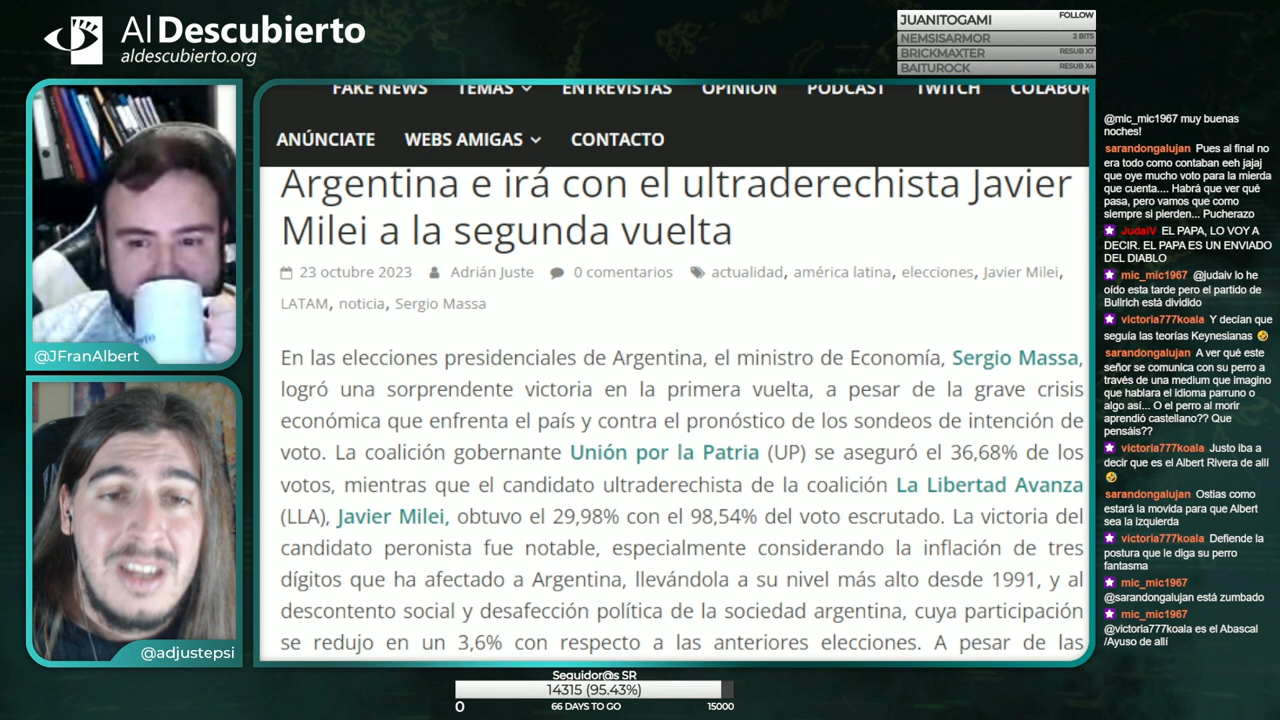 Al Descubierto
aldescubierto.org
JUANITOGAMI FOLLOW
NEMSISARMOR 2 BITS
BRICKMAXTER RESUB X7
BAITUROCK RESUB X4
@JFranAlbert
@adjustepsi
FAKE NEWS TEMAS ENTREVISTAS OPINIÓN PODCAST TWITCH COLABOR
ANÚNCIATE WEBS AMIGAS CONTACTO
Argentina e irá con el ultraderechista Javier
Milei a la segunda vuelta
23 octubre 2023 Adrián Juste 0 comentarios actualidad, américa latina, elecciones, Javier Milei,
LATAM, noticia, Sergio Massa
En las elecciones presidenciales de Argentina, el ministro de Economía, Sergio Massa,
logró una sorprendente victoria en la primera vuelta, a pesar de la grave crisis
económica que enfrenta el país y contra el pronóstico de los sondeos de intención de
voto. La coalición gobernante Unión por la Patria (UP) se aseguró el 36,68% de los
votos, mientras que el candidato ultraderechista de la coalición La Libertad Avanza
(LLA), Javier Milei, obtuvo el 29,98% con el 98,54% del voto escrutado. La victoria del
candidato peronista fue notable, especialmente considerando la inflación de tres
dígitos que ha afectado a Argentina, llevándola a su nivel más alto desde 1991, y al
descontento social y desafección política de la sociedad argentina, cuya participación
se redujo en un 3,6% con respecto a las anteriores elecciones. A pesar de las
@mic_mic1967 muy buenas
noches!
sarandongalujan Pues al final no
era todo como contaban eeh jajaj
que oye mucho voto para la mierda
que cuenta.... Habrá que ver qué
pasa, pero vamos que como
siempre si pierden... Pucherazo
JudaiV EL PAPA, LO VOY A
DECIR. EL PAPA ES UN ENVIADO
DEL DIABLO
mic_mic1967 @judaiv lo he
oído esta tarde pero el partido de
Bullrich está dividido
victoria777koala Y decían que
seguía las teorías Keynesianas 🤣
sarandongalujan A ver qué este
señor se comunica con su perro a
través de una medium que imagino
que hablara el idioma parruno o
algo así... O el perro al morir
aprendió castellano?? Que
pensáis??
victoria777koala Justo iba a
decir que es el Albert Rivera de allí
🤣
sarandongalujan Ostias como
estará la movida para que Albert
sea la izquierda
victoria777koala Defiende la
postura que le diga su perro
fantasma
mic_mic1967
@sarandongalujan está zumbado
mic_mic1967
@victoria777koala es el Abascal
/Ayuso de allí
Seguidor@s SR
14315 (95.43%)
0 66 DAYS TO GO 15000